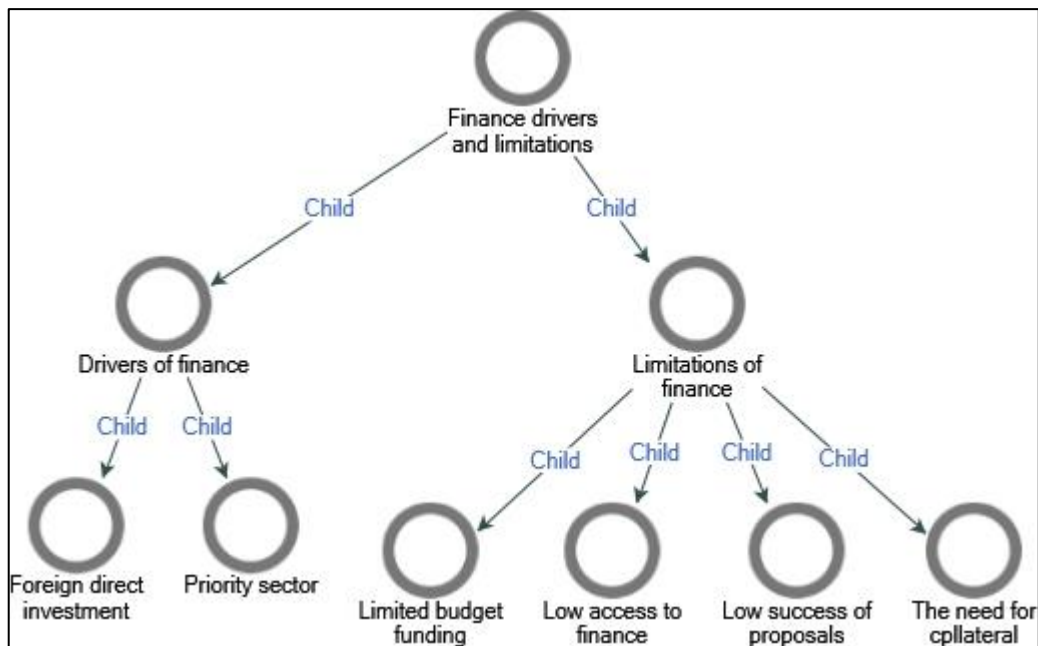 Finance drivers
and limitations
Child
Child
Drivers of finance
Limitations of
finance
Child
Child
Child
Child
Child
Child
Foreign direct
investment
Priority sector
Limited budget
funding
Low access to
finance
Low success of
proposals
The need for
cpllateral